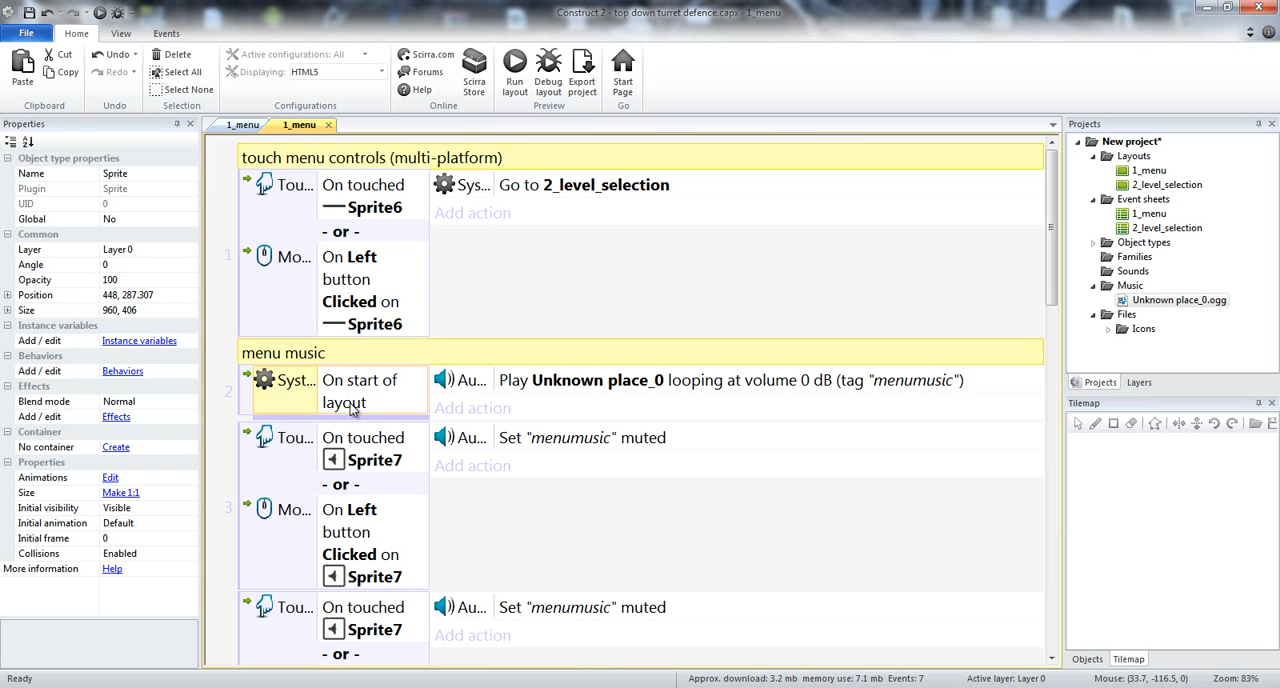 Construct 2 - top down turret defence.capx - 1_menu
File
Home
View
Events
Paste
Cut
Copy
Clipboard
Undo
Redo
Undo
Delete
Select All
Select None
Selection
Active configurations: All
Displaying: HTML5
Configurations
Scirra.com
Forums
Help
Scirra Store
Online
Run layout
Debug layout
Export project
Preview
Start Page
Go
Properties
Object type properties
Name Sprite
Plugin Sprite
UID 0
Global No
Common
Layer Layer 0
Angle 0
Opacity 100
Position 448, 287.307
Size 960, 406
Instance variables
Add / edit Instance variables
Behaviors
Add / edit Behaviors
Effects
Blend mode Normal
Add / edit Effects
Container
No container Create
Properties
Animations Edit
Size Make 1:1
Initial visibility Visible
Initial animation Default
Initial frame 0
Collisions Enabled
More information Help
1_menu
1_menu
touch menu controls (multi-platform)
1
Tou... On touched
Sprite6
- or -
Mo... On Left
button
Clicked on
Sprite6
Sys... Go to 2_level_selection
Add action
menu music
2
Syst... On start of
layout
Au... Play Unknown place_0 looping at volume 0 dB (tag "menumusic")
Add action
3
Tou... On touched
Sprite7
- or -
Mo... On Left
button
Clicked on
Sprite7
Au... Set "menumusic" muted
Add action
Tou... On touched
Sprite7
- or -
Au... Set "menumusic" muted
Add action
Projects
New project*
Layouts
1_menu
2_level_selection
Event sheets
1_menu
2_level_selection
Object types
Families
Sounds
Music
Unknown place_0.ogg
Files
Icons
Projects
Layers
Tilemap
Objects
Tilemap
Ready
Approx. download: 3.2 mb memory use: 7.1 mb Events: 7
Active layer: Layer 0
Mouse: (33.7, -116.5, 0)
Zoom: 83%